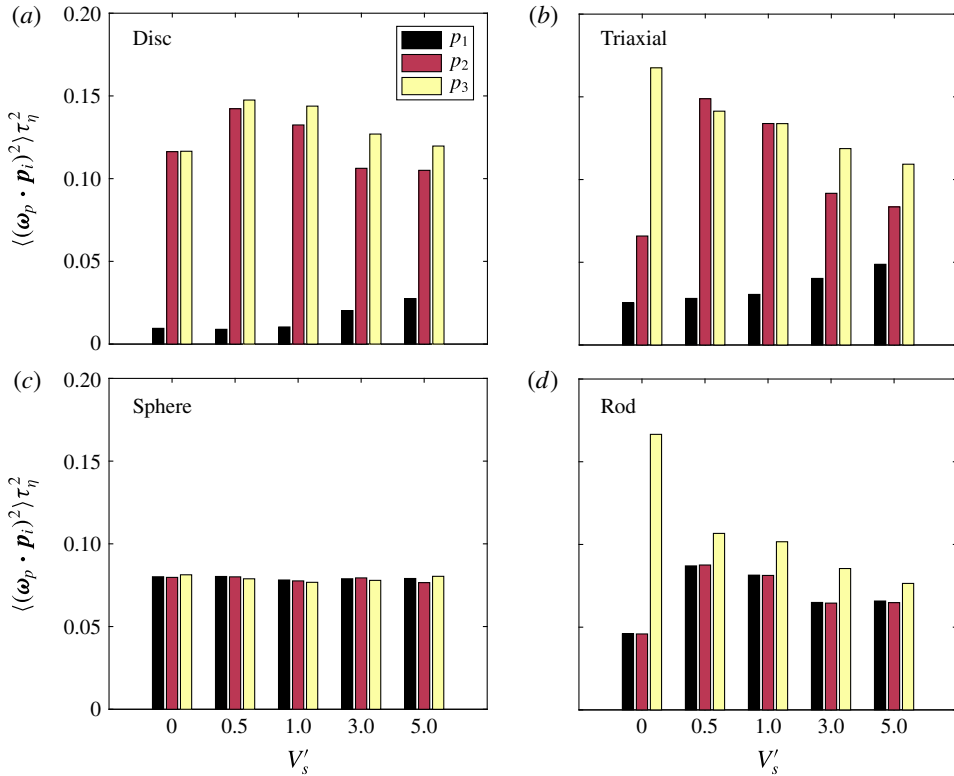 (a)
0.20
0.15
0.10
0.05
0
Disc
p1
p2
p3
⟨(ωp · pi)²⟩τη²
(b)
Triaxial
(c)
0.20
0.15
0.10
0.05
0
Sphere
⟨(ωp · pi)²⟩τη²
0 0.5 1.0 3.0 5.0
V′s
(d)
Rod
0 0.5 1.0 3.0 5.0
V′s